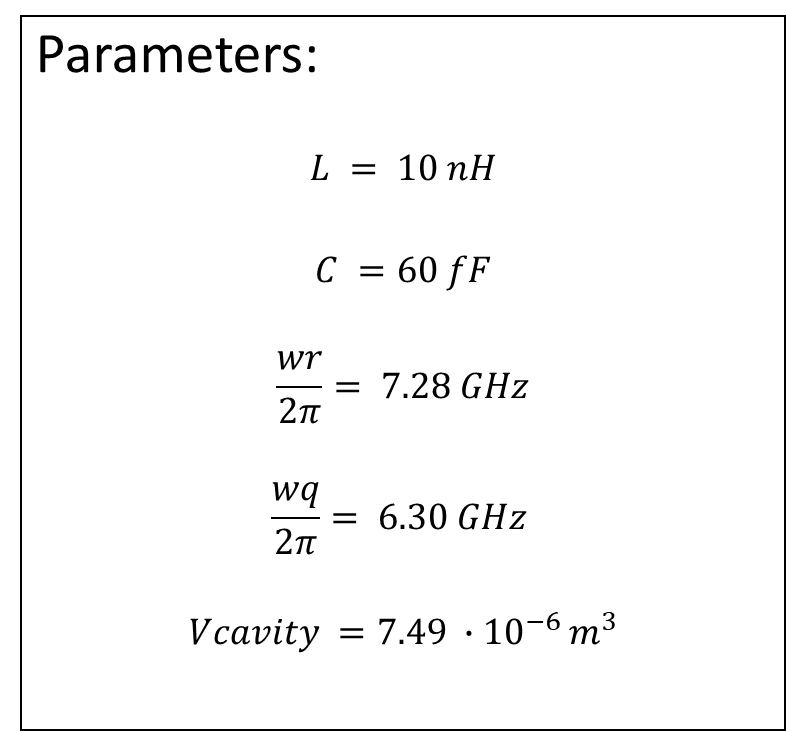 Parameters:
L = 10 nH
C = 60 fF
wr/2π = 7.28 GHz
wq/2π = 6.30 GHz
Vcavity = 7.49 · 10⁻⁶ m³